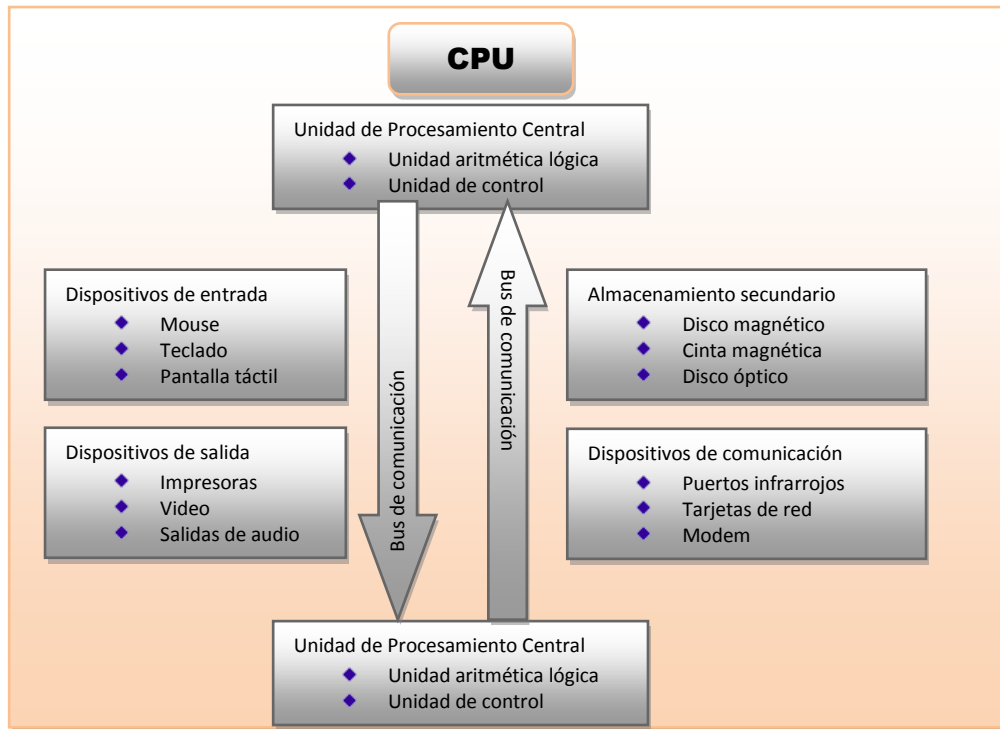 CPU
Unidad de Procesamiento Central
Unidad aritmética lógica
Unidad de control
Dispositivos de entrada
Mouse
Teclado
Pantalla táctil
Dispositivos de salida
Impresoras
Video
Salidas de audio
Bus de comunicación
Bus de comunicación
Almacenamiento secundario
Disco magnético
Cinta magnética
Disco óptico
Dispositivos de comunicación
Puertos infrarrojos
Tarjetas de red
Modem
Unidad de Procesamiento Central
Unidad aritmética lógica
Unidad de control